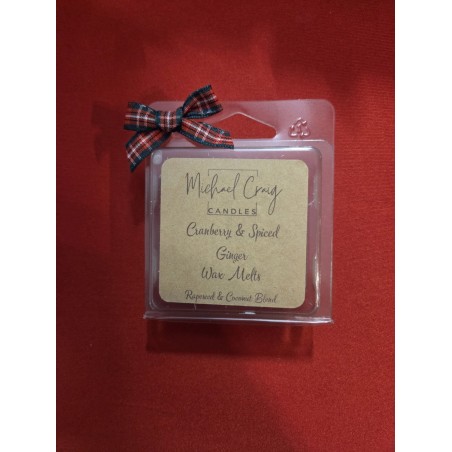 Michael Craig
CANDLES
Cranberry & Spiced
Ginger
Wax Melts
Rapeseed & Coconut Blend